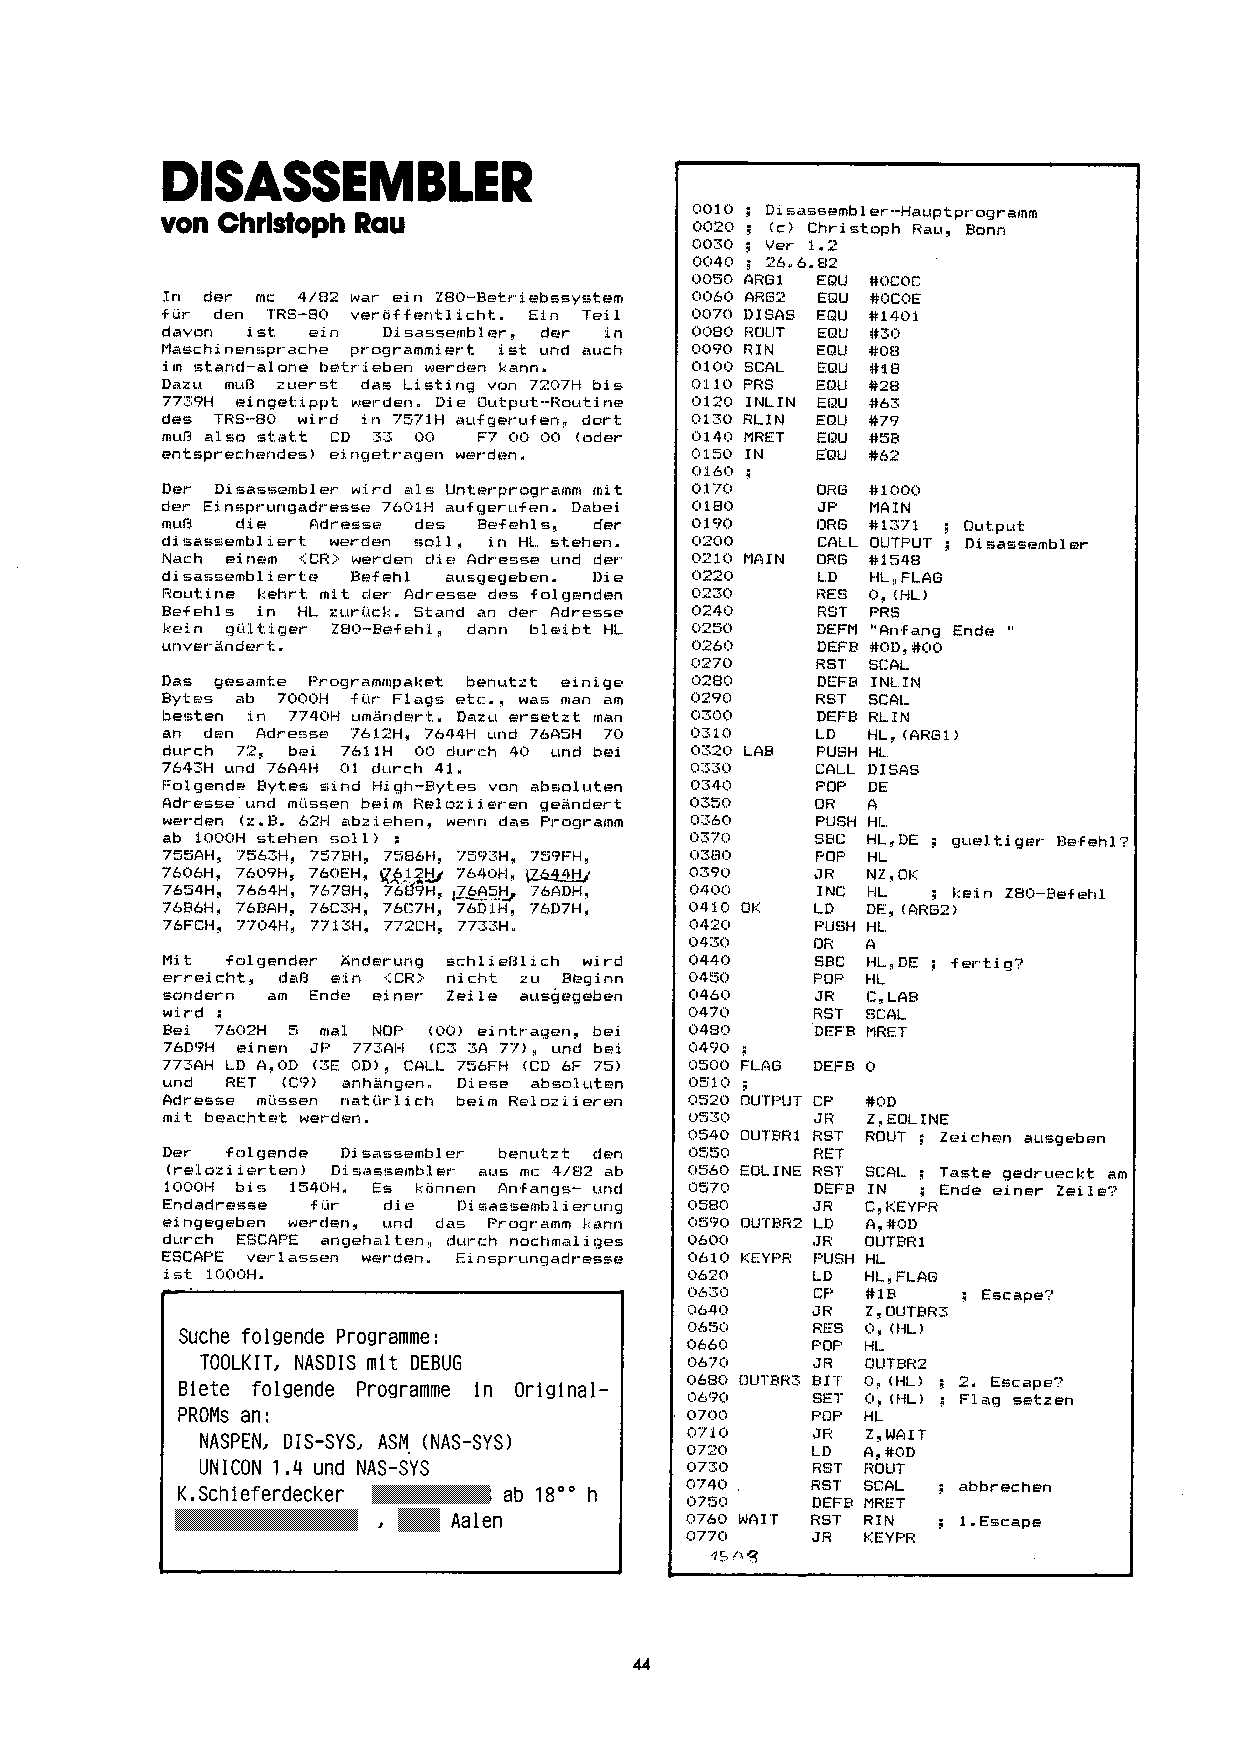 DISASSEMBLER
von Christoph Rau
In der mc 4/82 war ein Z80-Betriebssystem
für den TRS-80 veröffentlicht. Ein Teil
davon ist ein Disassembler, der in
Maschinensprache programmiert ist und auch
im stand-alone betrieben werden kann.
Dazu muß zuerst das Listing von 7207H bis
7739H eingetippt werden. Die Output-Routine
des TRS-80 wird in 7571H aufgerufen, dort
muß also statt CD 33 00 F7 00 00 (oder
entsprechendes) eingetragen werden.
Der Disassembler wird als Unterprogramm mit
der Einsprungadresse 7601H aufgerufen. Dabei
muß die Adresse des Befehls, der
disassembliert werden soll, in HL stehen.
Nach einem <CR> werden die Adresse und der
disassemblierte Befehl ausgegeben. Die
Routine kehrt mit der Adresse des folgenden
Befehls in HL zurück. Stand an der Adresse
kein gültiger Z80-Befehl, dann bleibt HL
unverändert.
Das gesamte Programmpaket benutzt einige
Bytes ab 7000H für Flags etc., was man am
besten in 7740H umändert. Dazu ersetzt man
an den Adresse 7612H, 7644H und 76A5H 70
durch 72, bei 7611H 00 durch 40 und bei
7643H und 76A4H 01 durch 41.
Folgende Bytes sind High-Bytes von absoluten
Adresse und müssen beim Reloziieren geändert
werden (z.B. 62H abziehen, wenn das Programm
ab 1000H stehen soll) :
755AH, 7563H, 757BH, 7586H, 7593H, 759FH,
7606H, 7609H, 760EH, 7612H, 7640H, 7644H,
7654H, 7664H, 7678H, 7689H, 76A5H, 76ADH,
76B6H, 76BAH, 76C3H, 76C7H, 76D1H, 76D7H,
76FCH, 7704H, 7713H, 772CH, 7733H.
Mit folgender Änderung schließlich wird
erreicht, daß ein <CR> nicht zu Beginn
sondern am Ende einer Zeile ausgegeben
wird :
Bei 7602H 5 mal NOP (00) eintragen, bei
76D9H einen JP 773AH (C3 3A 77), und bei
773AH LD A,0D (3E 0D), CALL 756FH (CD 6F 75)
und RET (C9) anhängen. Diese absoluten
Adresse müssen natürlich beim Reloziieren
mit beachtet werden.
Der folgende Disassembler benutzt den
(reloziierten) Disassembler aus mc 4/82 ab
1000H bis 1540H. Es können Anfangs- und
Endadresse für die Disassemblierung
eingegeben werden, und das Programm kann
durch ESCAPE angehalten, durch nochmaliges
ESCAPE verlassen werden. Einsprungadresse
ist 1000H.
Suche folgende Programme:
TOOLKIT, NASDIS mit DEBUG
Biete folgende Programme in Original-
PROMs an:
NASPEN, DIS-SYS, ASM (NAS-SYS)
UNICON 1.4 und NAS-SYS
K.Schieferdecker ab 18°° h
, Aalen
0010 ; Disassembler-Hauptprogramm
0020 ; (c) Christoph Rau, Bonn
0030 ; Ver 1.2
0040 ; 26.6.82
0050 ARG1 EQU #0C0C
0060 ARG2 EQU #0C0E
0070 DISAS EQU #1401
0080 ROUT EQU #30
0090 RIN EQU #08
0100 SCAL EQU #18
0110 PRS EQU #28
0120 INLIN EQU #63
0130 RLIN EQU #79
0140 MRET EQU #5B
0150 IN EQU #62
0160 ;
0170 ORG #1000
0180 JP MAIN
0190 ORG #1371 ; Output
0200 CALL OUTPUT ; Disassembler
0210 MAIN ORG #1548
0220 LD HL,FLAG
0230 RES 0,(HL)
0240 RST PRS
0250 DEFM "Anfang Ende "
0260 DEFB #0D,#00
0270 RST SCAL
0280 DEFB INLIN
0290 RST SCAL
0300 DEFB RLIN
0310 LD HL,(ARG1)
0320 LAB PUSH HL
0330 CALL DISAS
0340 POP DE
0350 OR A
0360 PUSH HL
0370 SBC HL,DE ; gueltiger Befehl?
0380 POP HL
0390 JR NZ,OK
0400 INC HL ; kein Z80-Befehl
0410 OK LD DE,(ARG2)
0420 PUSH HL
0430 OR A
0440 SBC HL,DE ; fertig?
0450 POP HL
0460 JR C,LAB
0470 RST SCAL
0480 DEFB MRET
0490 ;
0500 FLAG DEFB 0
0510 ;
0520 OUTPUT CP #0D
0530 JR Z,EOLINE
0540 OUTBR1 RST ROUT ; Zeichen ausgeben
0550 RET
0560 EOLINE RST SCAL ; Taste gedrueckt am
0570 DEFB IN ; Ende einer Zeile?
0580 JR C,KEYPR
0590 OUTBR2 LD A,#0D
0600 JR OUTBR1
0610 KEYPR PUSH HL
0620 LD HL,FLAG
0630 CP #1B ; Escape?
0640 JR Z,OUTBR3
0650 RES 0,(HL)
0660 POP HL
0670 JR OUTBR2
0680 OUTBR3 BIT 0,(HL) ; 2. Escape?
0690 SET 0,(HL) ; Flag setzen
0700 POP HL
0710 JR Z,WAIT
0720 LD A,#0D
0730 RST ROUT
0740 RST SCAL ; abbrechen
0750 DEFB MRET
0760 WAIT RST RIN ; 1.Escape
0770 JR KEYPR
44